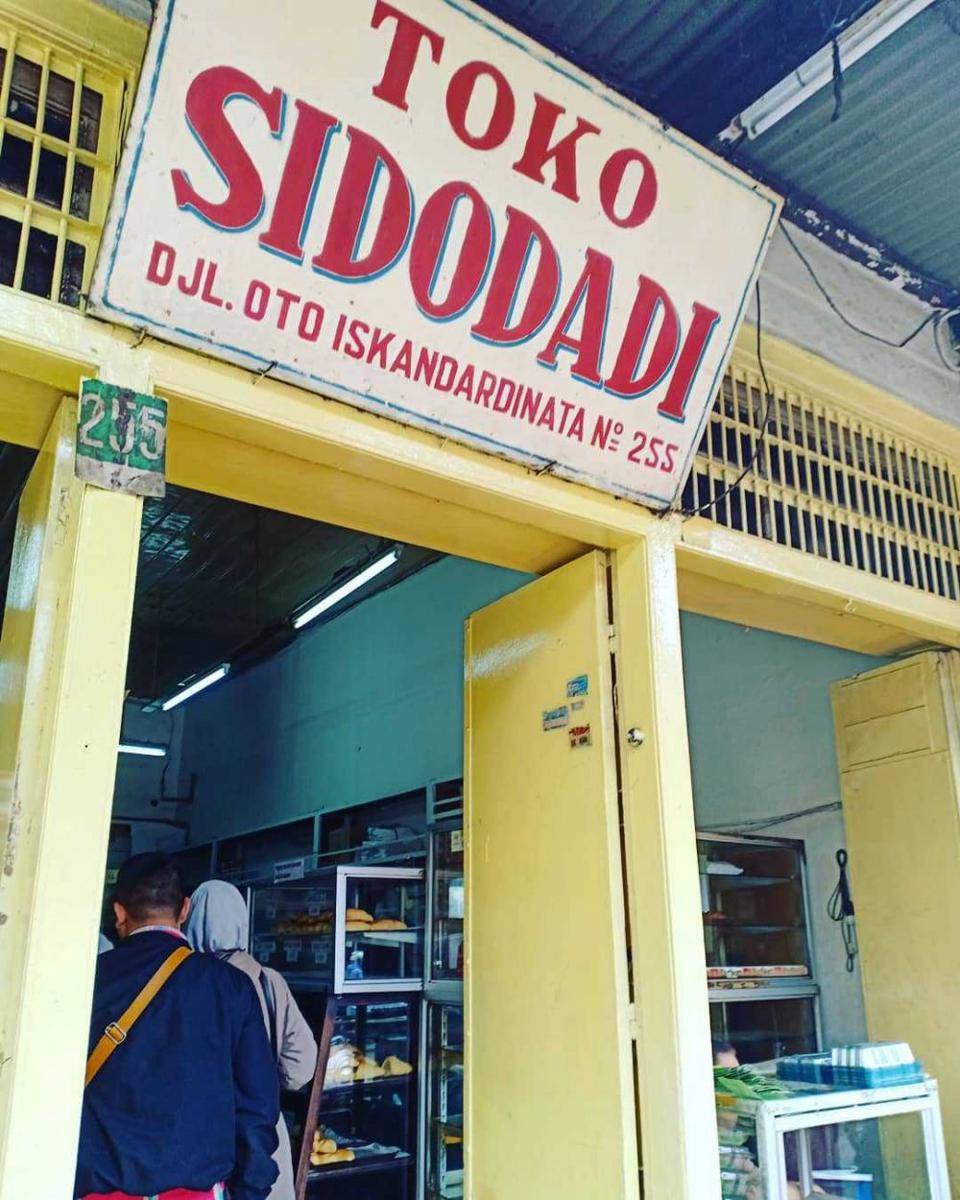 TOKO
SIDODADI
DJL. OTO ISKANDARDINATA Nº 255
255